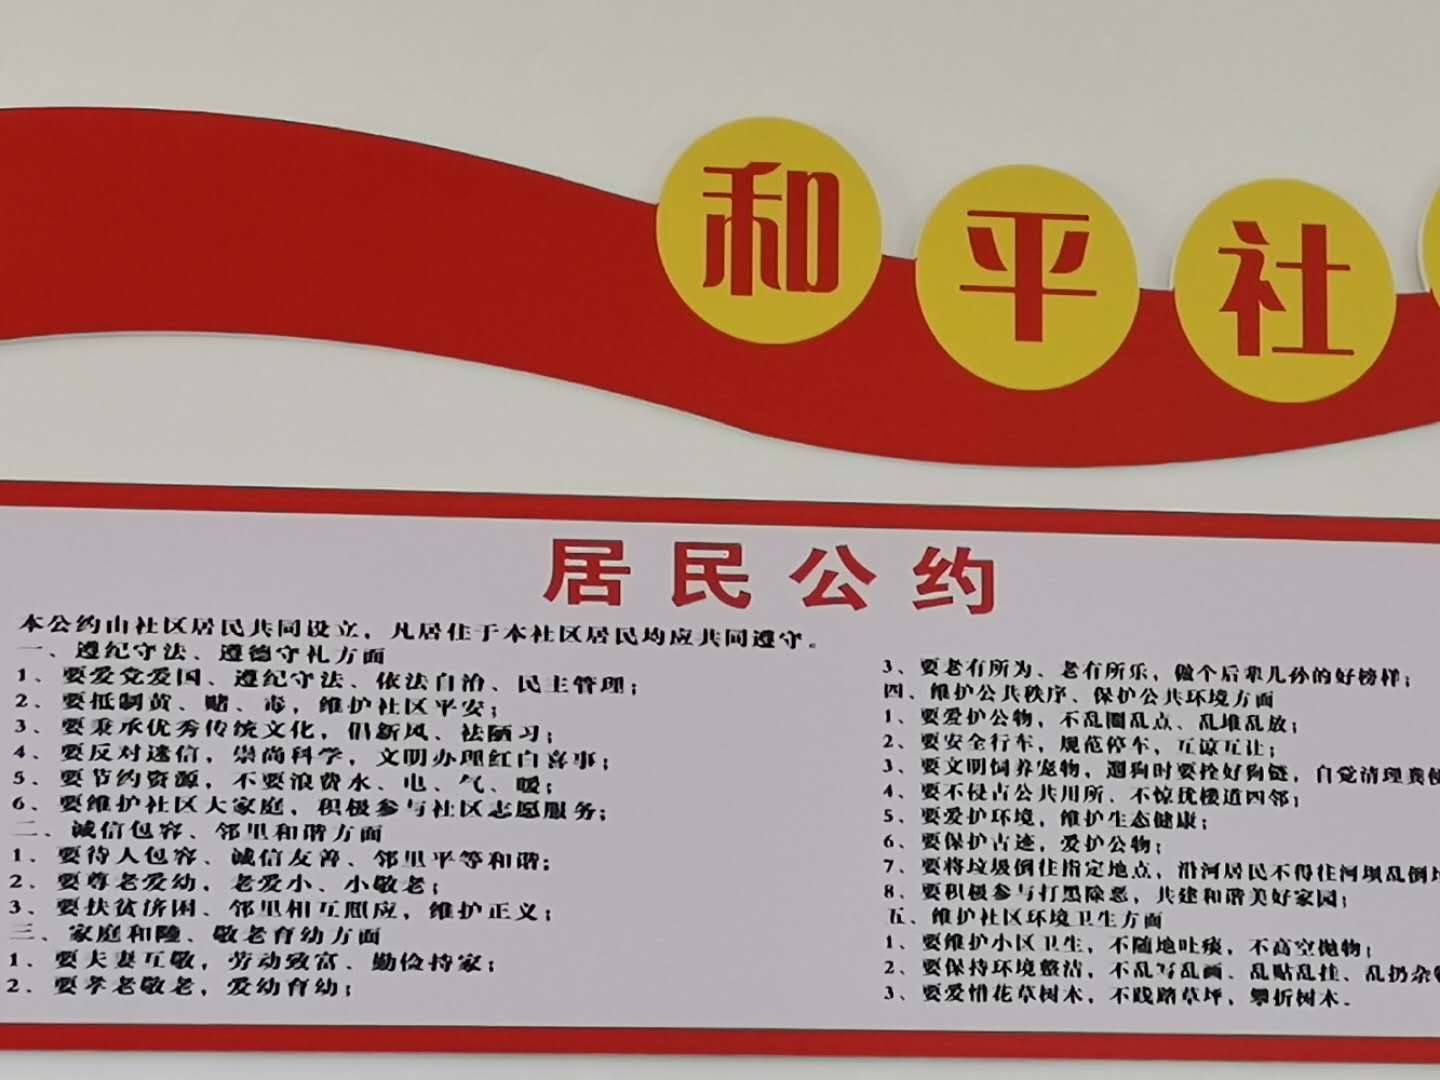 和平社
居民公约
本公约由社区居民共同设立，凡居住于本社区居民均应共同遵守。
一、遵纪守法、遵德守礼方面
1、要爱党爱国、遵纪守法、依法自治、民主管理；
2、要抵制黄、赌、毒，维护社区平安；
3、要秉承优秀传统文化，倡新风、祛陋习；
4、要反对迷信，崇尚科学，文明办理红白喜事；
5、要节约资源，不要浪费水、电、气、暖；
6、要维护社区大家庭，积极参与社区志愿服务；
二、诚信包容、邻里和谐方面
1、要待人包容、诚信友善、邻里平等和谐；
2、要尊老爱幼，老爱小、小敬老；
3、要扶贫济困、邻里相互照应，维护正义；
三、家庭和睦、敬老育幼方面
1、要夫妻互敬，劳动致富、勤俭持家；
2、要孝老敬老，爱幼育幼；
3、要老有所为、老有所乐，做个后辈儿孙的好榜样；
四、维护公共秩序、保护公共环境方面
1、要爱护公物，不乱圈乱点、乱堆乱放；
2、要安全行车，规范停车，互谅互让；
3、要文明饲养宠物，遛狗时要拴好狗链，自觉清理粪
4、要不侵占公共用所、不惊扰楼道四邻；
5、要爱护环境，维护生态健康；
6、要保护古迹，爱护公物；
7、要将垃圾倒往指定地点，沿河居民不得往河坝乱倒
8、要积极参与打黑除恶，共建和谐美好家园；
五、维护社区环境卫生方面
1、要维护小区卫生，不随地吐痰，不高空抛物；
2、要保持环境整洁，不乱写乱画、乱贴乱挂、乱扔杂
3、要爱惜花草树木，不践踏草坪，攀折树木。